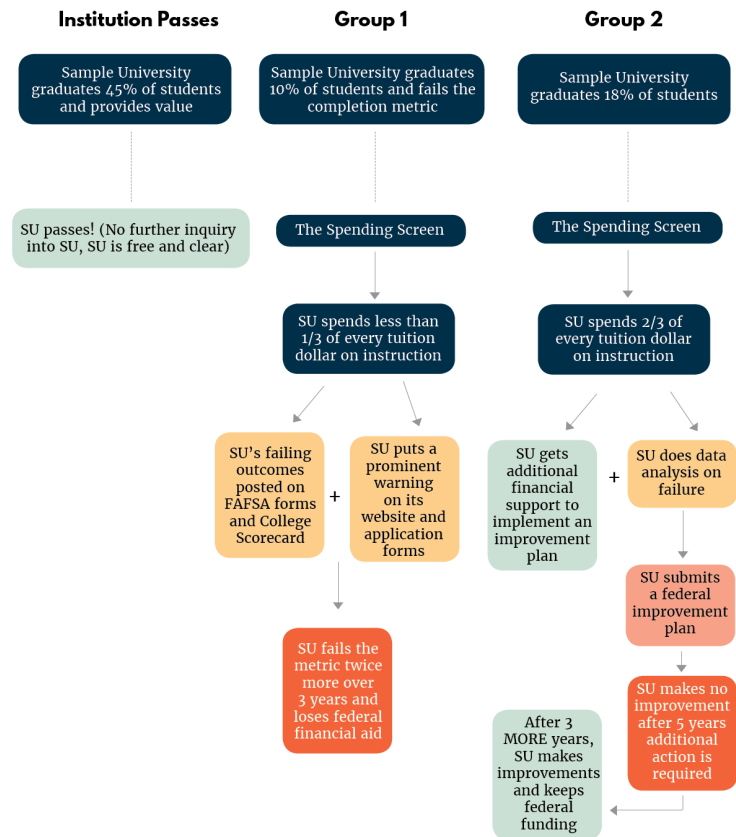 Institution Passes
Group 1
Group 2
Sample University
graduates 45% of students
and provides value
Sample University graduates
10% of students and fails the
completion metric
Sample University
graduates 18% of students
SU passes! (No further inquiry
into SU, SU is free and clear)
The Spending Screen
The Spending Screen
SU spends less than
1/3 of every tuition
dollar on instruction
SU spends 2/3 of
every tuition dollar
on instruction
SU’s failing
outcomes
posted on
FAFSA forms
and College
Scorecard
+
SU puts a
prominent
warning
on its
website and
application
forms
SU gets
additional
financial
support to
implement an
improvement
plan
+
SU does data
analysis on
failure
SU submits
a federal
improvement
plan
SU fails the
metric twice
more over
3 years and
loses federal
financial aid
SU makes no
improvement
after 5 years
additional
action is
required
After 3
MORE years,
SU makes
improvements
and keeps
federal
funding